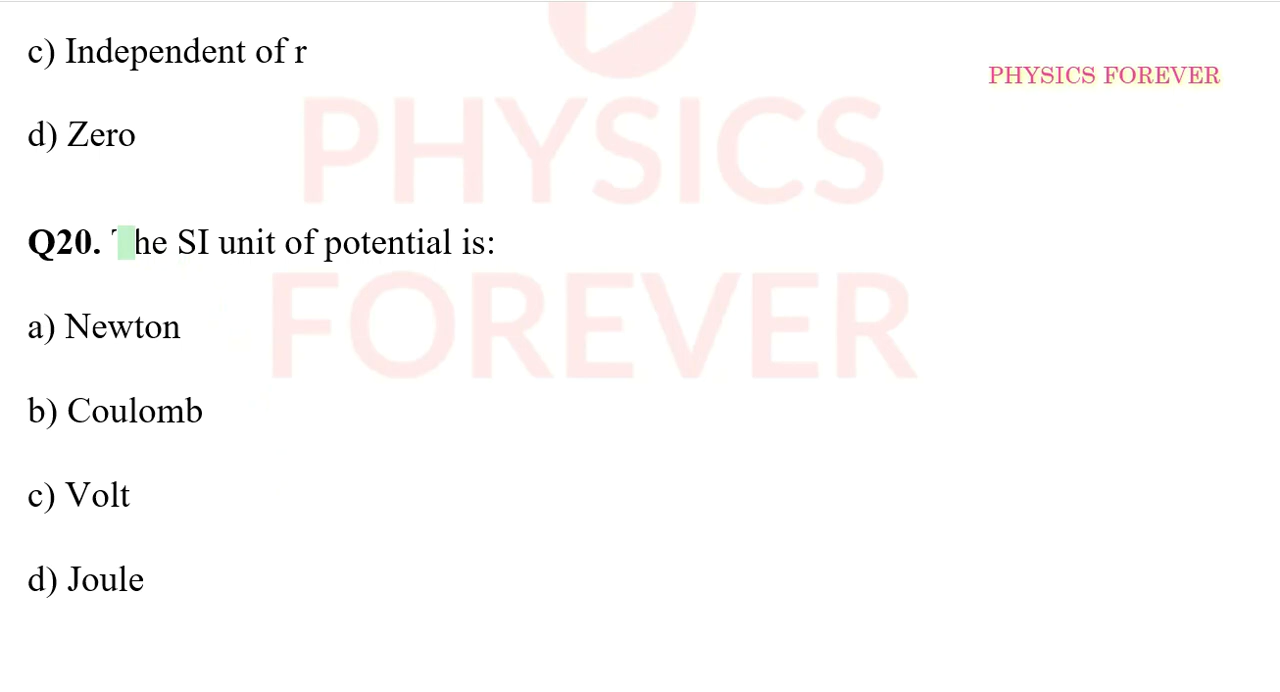 c) Independent of r
PHYSICS FOREVER
d) Zero
PHYSICS
Q20. The SI unit of potential is:
FOREVER
a) Newton
b) Coulomb
c) Volt
d) Joule